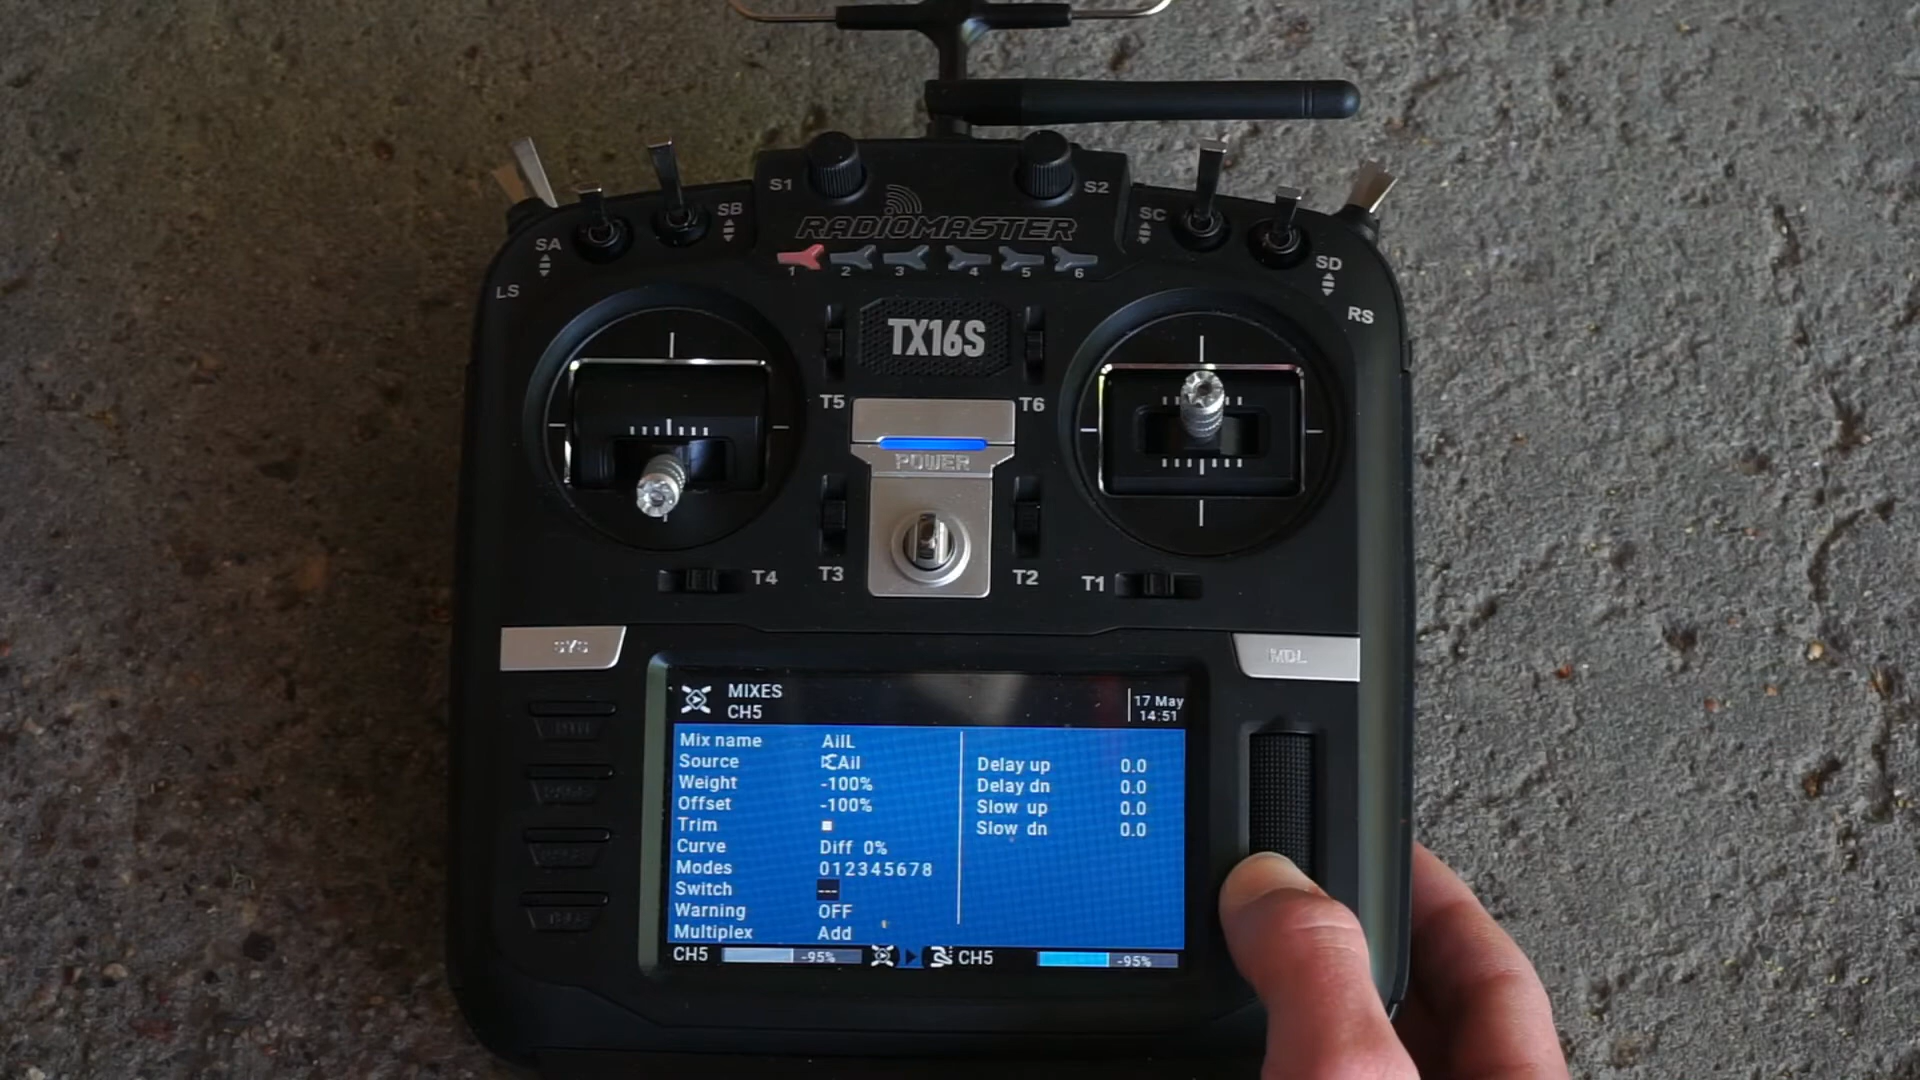 S1
S2
SB
SC
SA
SD
LS
RS
RADIOMASTER
1 2 3 4 5 6
TX16S
T5
T6
POWER
T4
T3
T2
T1
SYS
MDL
MIXES
CH5
17 May
14:51
Mix name AilL
Source Ail
Weight -100%
Offset -100%
Trim
Curve Diff 0%
Modes 012345678
Switch ---
Warning OFF
Multiplex Add
Delay up 0.0
Delay dn 0.0
Slow up 0.0
Slow dn 0.0
CH5 -95% CH5 -95%